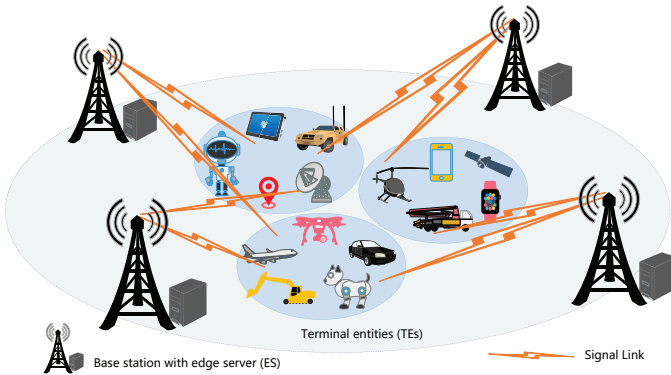 Terminal entities (TEs)
Base station with edge server (ES)
Signal Link